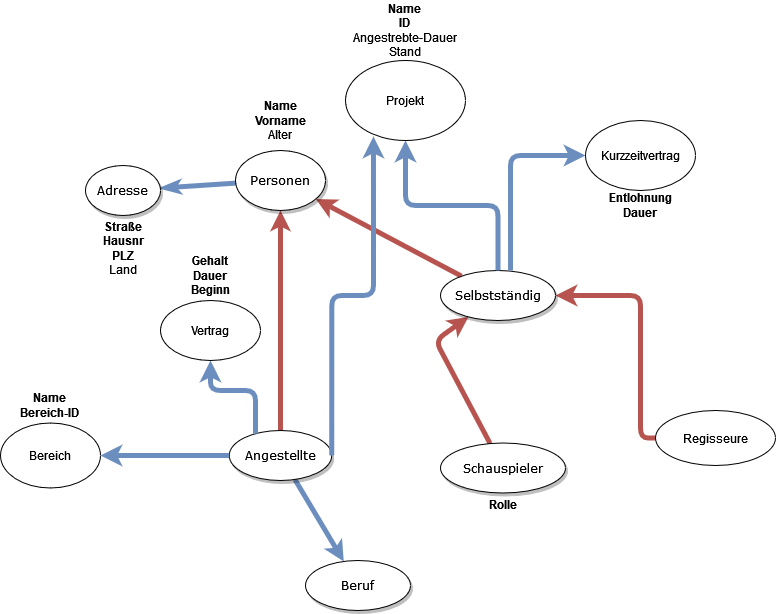 Name
ID
Angestrebte-Dauer
Stand
Projekt
Name
Vorname
Alter
Personen
Kurzzeitvertrag
Entlohnung
Dauer
Adresse
Straße
Hausnr
PLZ
Land
Gehalt
Dauer
Beginn
Vertrag
Selbstständig
Name
Bereich-ID
Bereich
Angestellte
Schauspieler
Rolle
Regisseure
Beruf